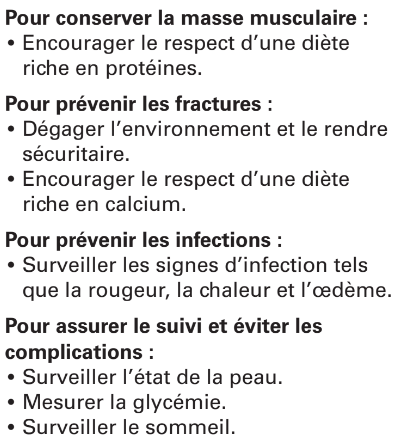 Pour conserver la masse musculaire :
• Encourager le respect d’une diète
riche en protéines.
Pour prévenir les fractures :
• Dégager l’environnement et le rendre
sécuritaire.
• Encourager le respect d’une diète
riche en calcium.
Pour prévenir les infections :
• Surveiller les signes d’infection tels
que la rougeur, la chaleur et l’œdème.
Pour assurer le suivi et éviter les
complications :
• Surveiller l’état de la peau.
• Mesurer la glycémie.
• Surveiller le sommeil.